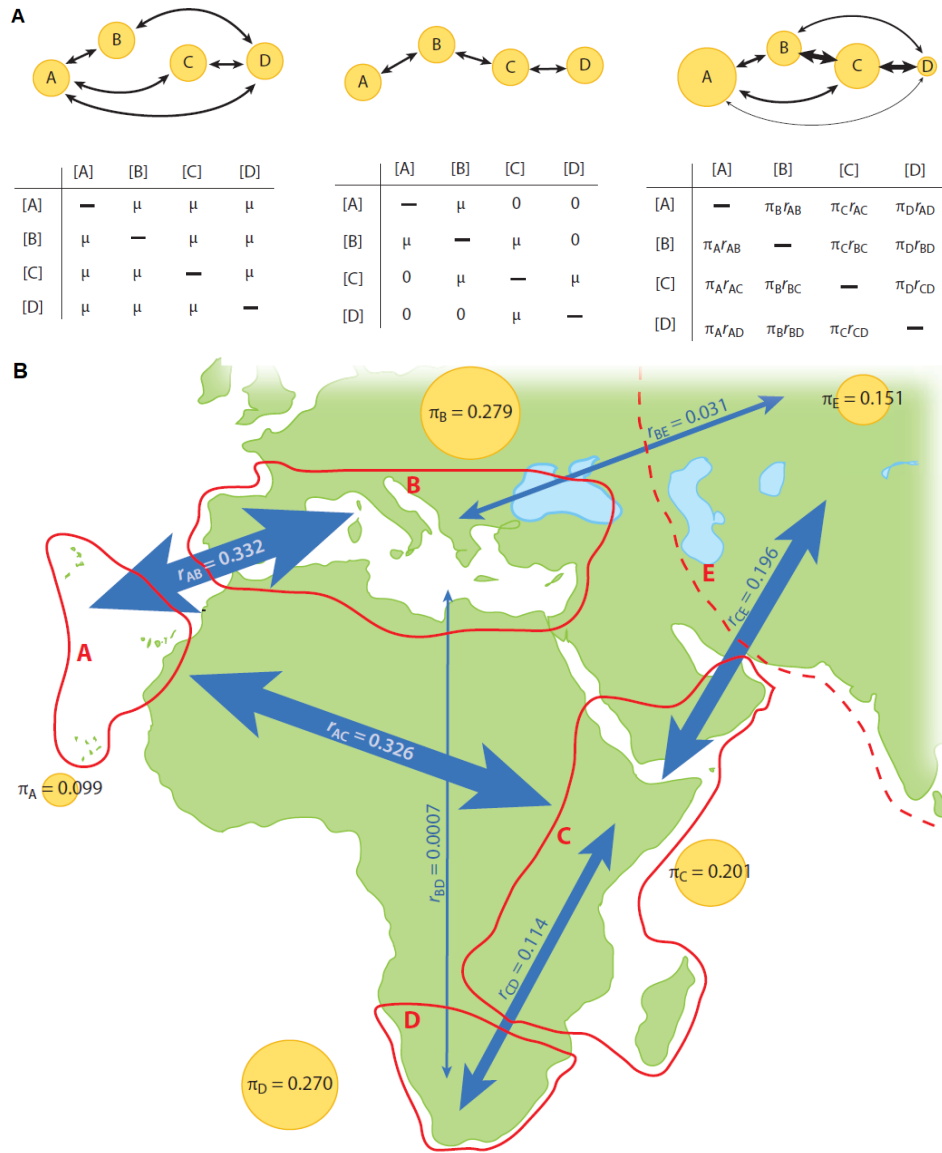 A
A B C D
A B C D
A B C D
[A] [B] [C] [D]
[A] — μ μ μ
[B] μ — μ μ
[C] μ μ — μ
[D] μ μ μ —
[A] [B] [C] [D]
[A] — μ 0 0
[B] μ — μ 0
[C] 0 μ — μ
[D] 0 0 μ —
[A] [B] [C] [D]
[A] — πBrAB πCrAC πDrAD
[B] πArAB — πCrBC πDrBD
[C] πArAC πBrBC — πDrCD
[D] πArAD πBrBD πCrCD —
B
πB = 0.279
rBE = 0.031
πE = 0.151
B
rAB = 0.332
E
rCE = 0.196
A
rAC = 0.326
πA = 0.099
rBD = 0.0007
C
πC = 0.201
rCD = 0.114
D
πD = 0.270